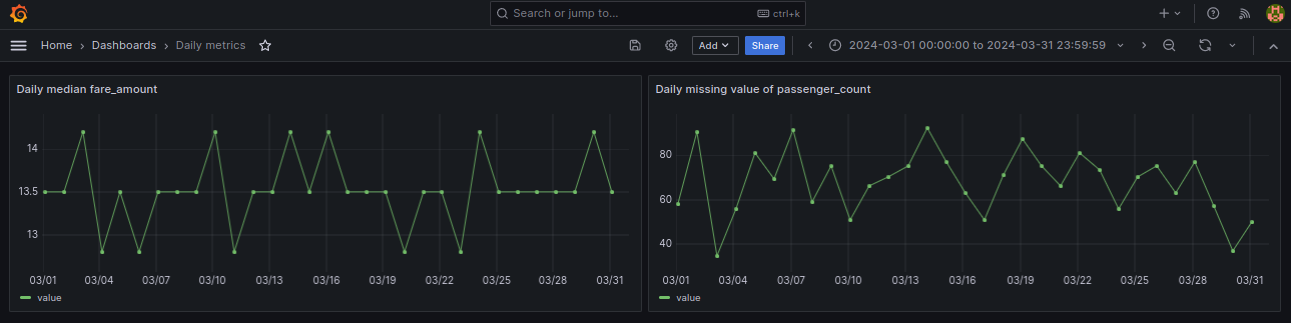 Search or jump to... ctrl+k
Home Dashboards Daily metrics Add Share 2024-03-01 00:00:00 to 2024-03-31 23:59:59
Daily median fare_amount
14
13.5
13
03/01 03/04 03/07 03/10 03/13 03/16 03/19 03/22 03/25 03/28 03/31
value
Daily missing value of passenger_count
80
60
40
03/01 03/04 03/07 03/10 03/13 03/16 03/19 03/22 03/25 03/28 03/31
value